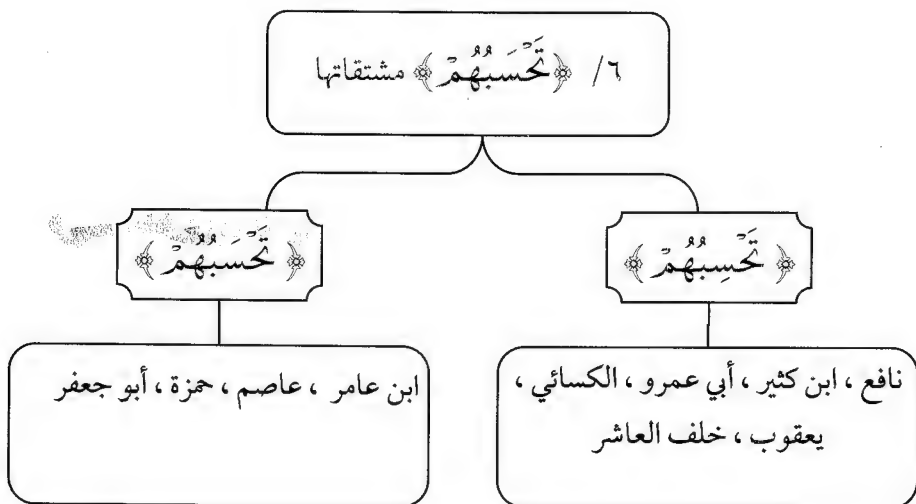 ٦/ ﴿تَحْسَبُهُمْ﴾ مشتقاتها
﴿تَحْسِبُهُمْ﴾
﴿تَحْسَبُهُمْ﴾
نافع ، ابن كثير ، أبي عمرو ، الكسائي ،
يعقوب ، خلف العاشر
ابن عامر ، عاصم ، حمزة ، أبو جعفر